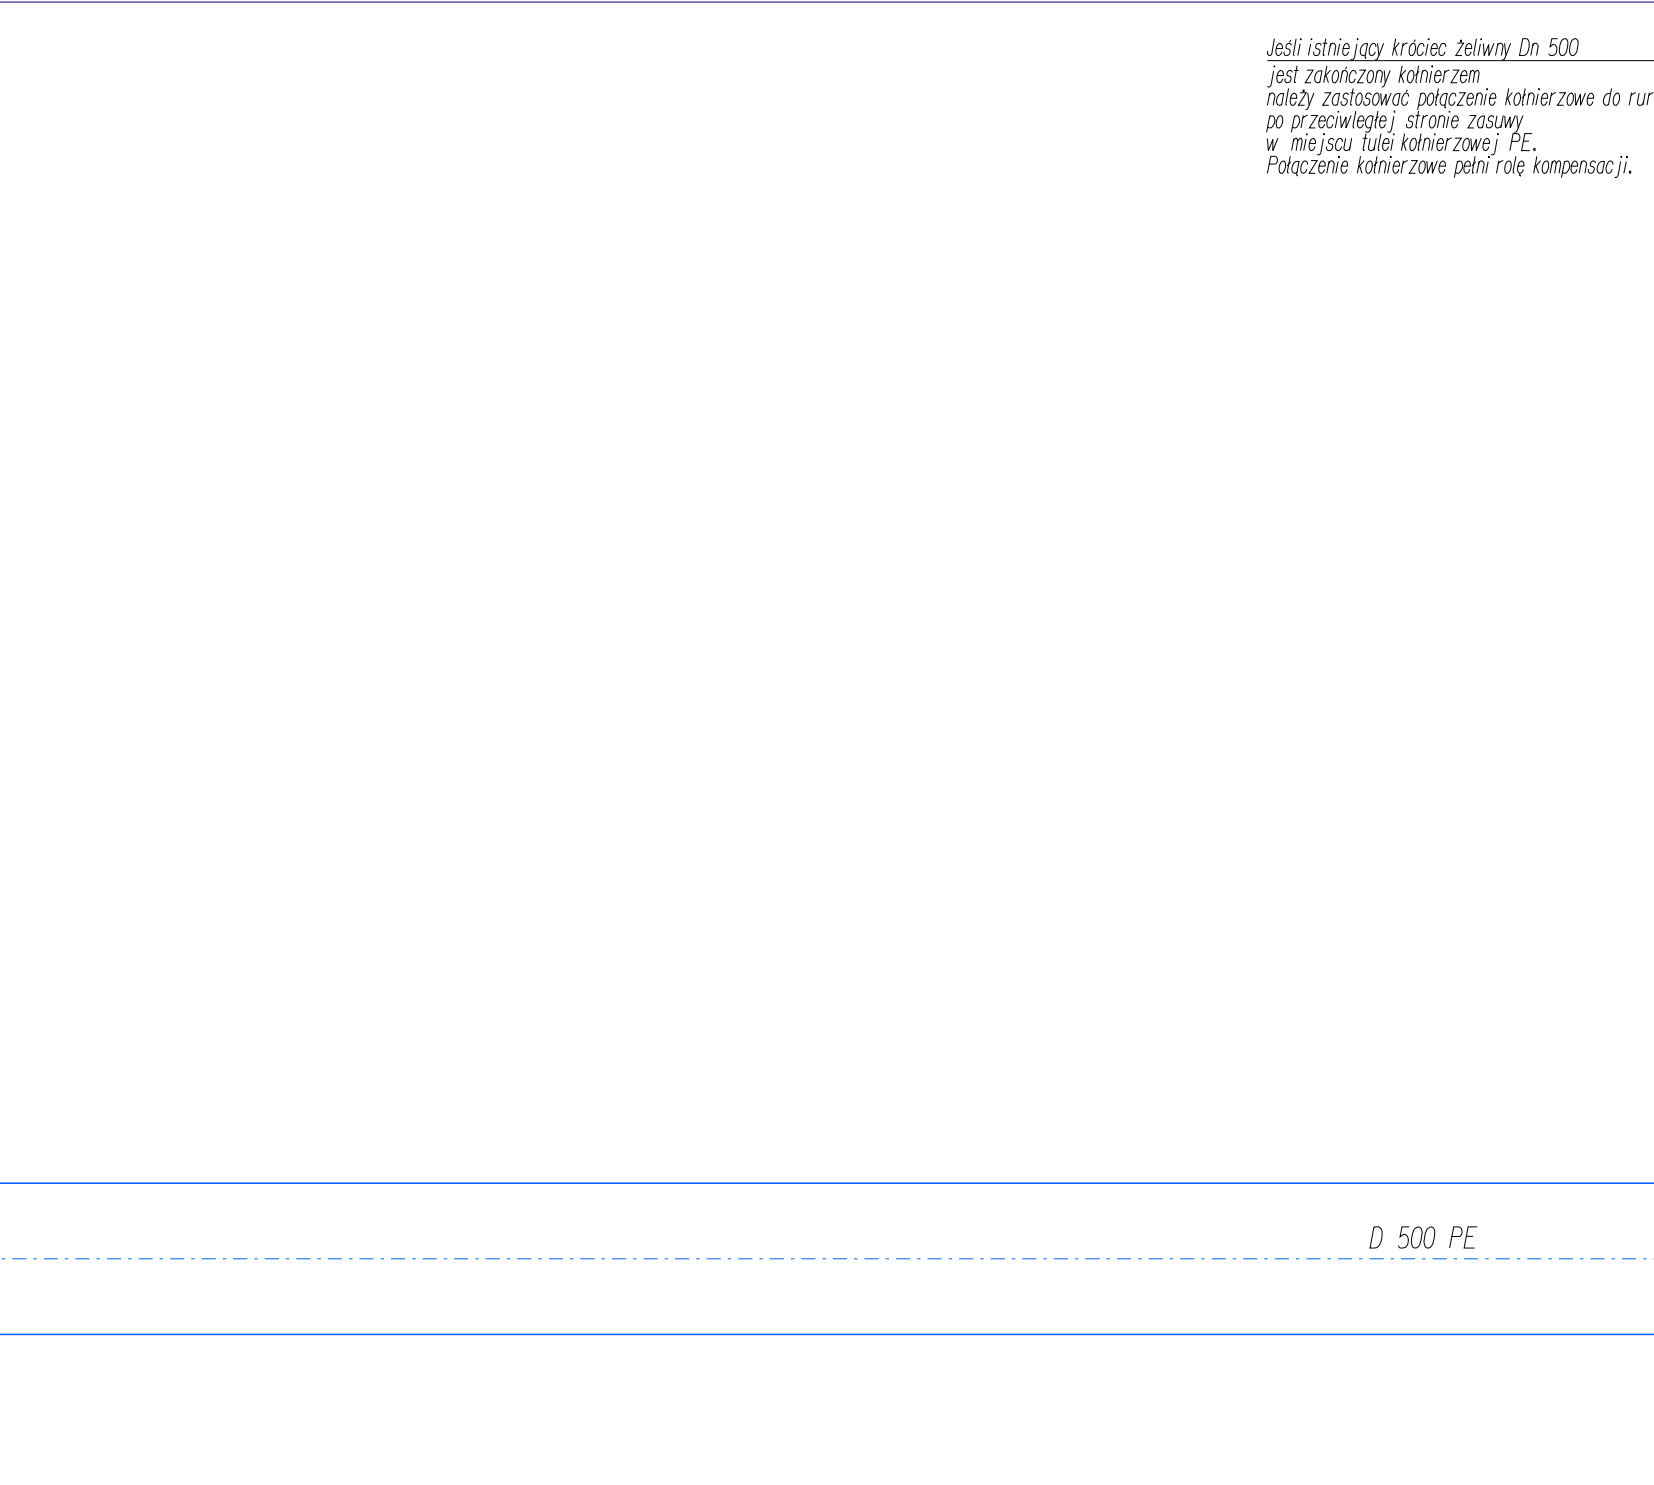 Jeśli istniejący króciec żeliwny Dn 500
jest zakończony kołnierzem
należy zastosować połączenie kołnierzowe do rur
po przeciwległej stronie zasuwy
w miejscu tulei kołnierzowej PE.
Połączenie kołnierzowe pełni rolę kompensacji.
D 500 PE